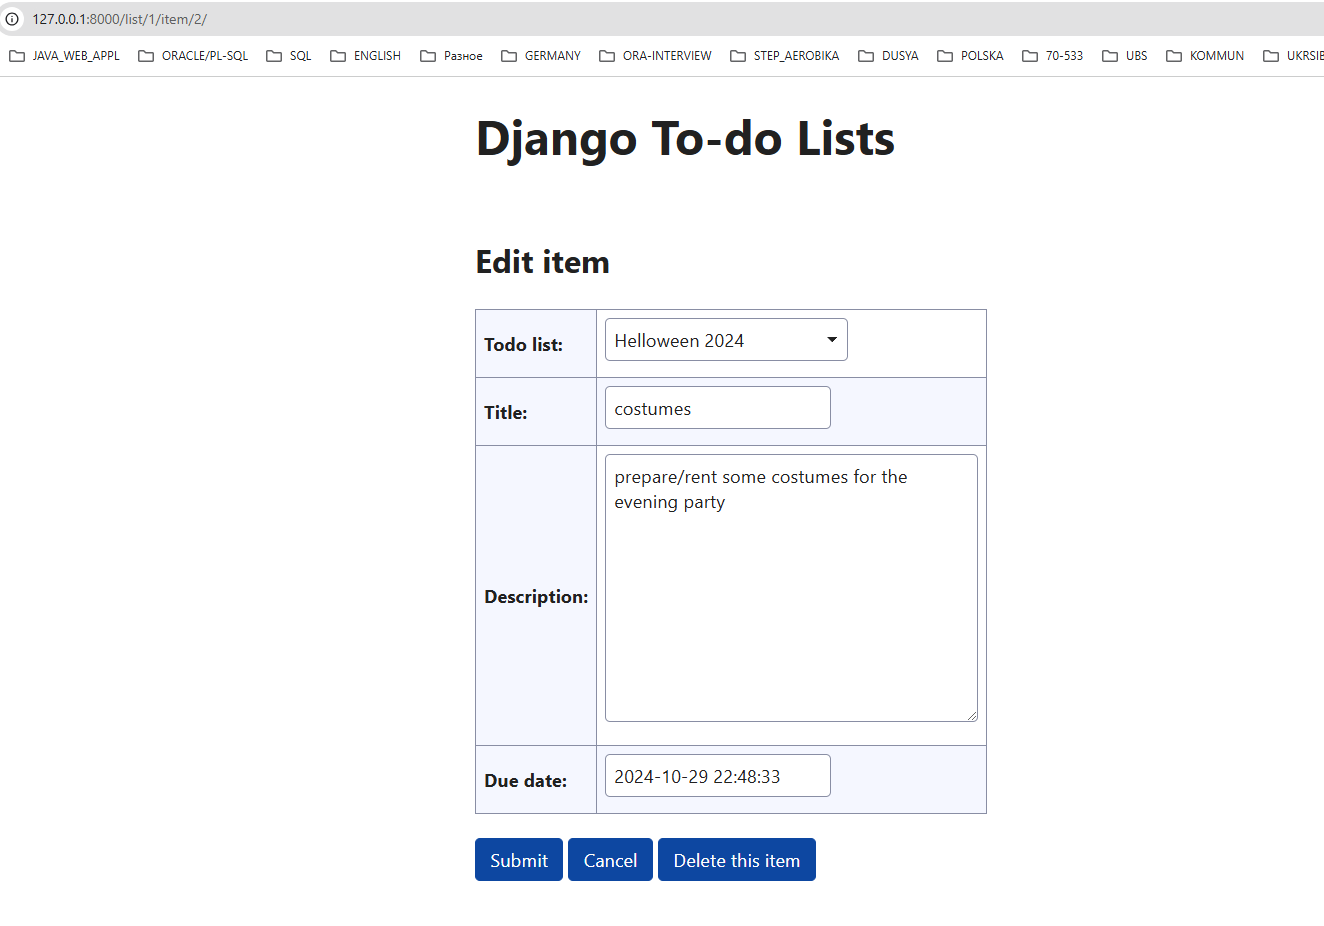 127.0.0.1:8000/list/1/item/2/
JAVA_WEB_APPL ORACLE/PL-SQL SQL ENGLISH Разное GERMANY ORA-INTERVIEW STEP_AEROBIKA DUSYA POLSKA 70-533 UBS KOMMUN UKRSIB
Django To-do Lists
Edit item
Todo list: Helloween 2024
Title: costumes
Description: prepare/rent some costumes for the
evening party
Due date: 2024-10-29 22:48:33
Submit Cancel Delete this item